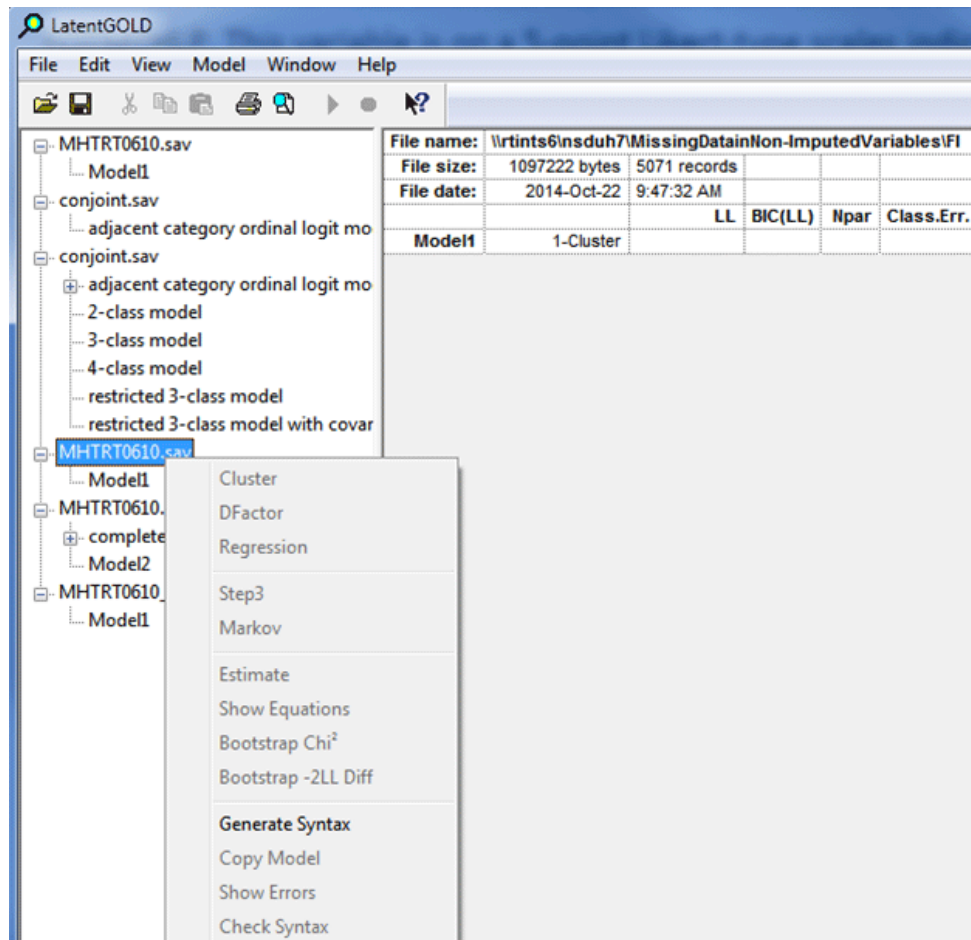 LatentGOLD
File Edit View Model Window Help
MHTRT0610.sav
Model1
conjoint.sav
adjacent category ordinal logit mo
conjoint.sav
adjacent category ordinal logit mo
2-class model
3-class model
4-class model
restricted 3-class model
restricted 3-class model with covar
MHTRT0610.sav
Model1
MHTRT0610.
complete
Model2
MHTRT0610_
Model1
File name: \\rtints6\nsduh7\MissingDatainNon-ImputedVariables\FI
File size: 1097222 bytes 5071 records
File date: 2014-Oct-22 9:47:32 AM
LL BIC(LL) Npar Class.Err.
Model1 1-Cluster
Cluster
DFactor
Regression
Step3
Markov
Estimate
Show Equations
Bootstrap Chi²
Bootstrap -2LL Diff
Generate Syntax
Copy Model
Show Errors
Check Syntax